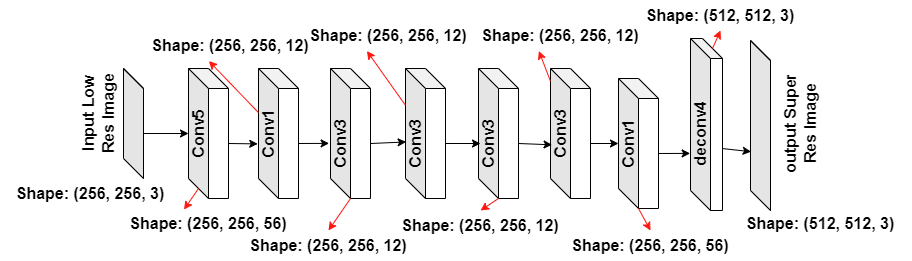 Shape: (512, 512, 3)
Shape: (256, 256, 12)
Shape: (256, 256, 12)
Shape: (256, 256, 12)
Input Low
Res Image
Conv5
Conv1
Conv3
Conv3
Conv3
Conv3
Conv1
deconv4
output Super
Res Image
Shape: (256, 256, 3)
Shape: (256, 256, 56)
Shape: (256, 256, 12)
Shape: (256, 256, 12)
Shape: (256, 256, 56)
Shape: (512, 512, 3)